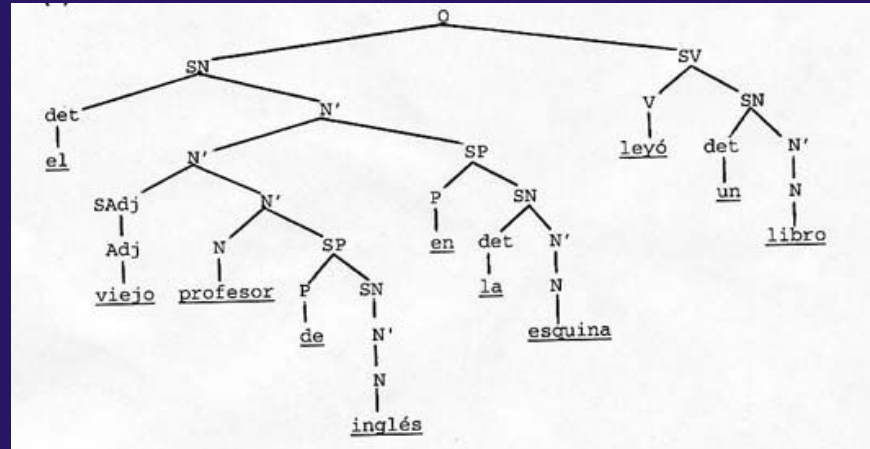 O
SN SV
det N' V SN
el N' SP leyó det N'
SAdj N' P SN un N
Adj N SP en det N' libro
viejo profesor P SN la N
de N' esquina
N
inglés